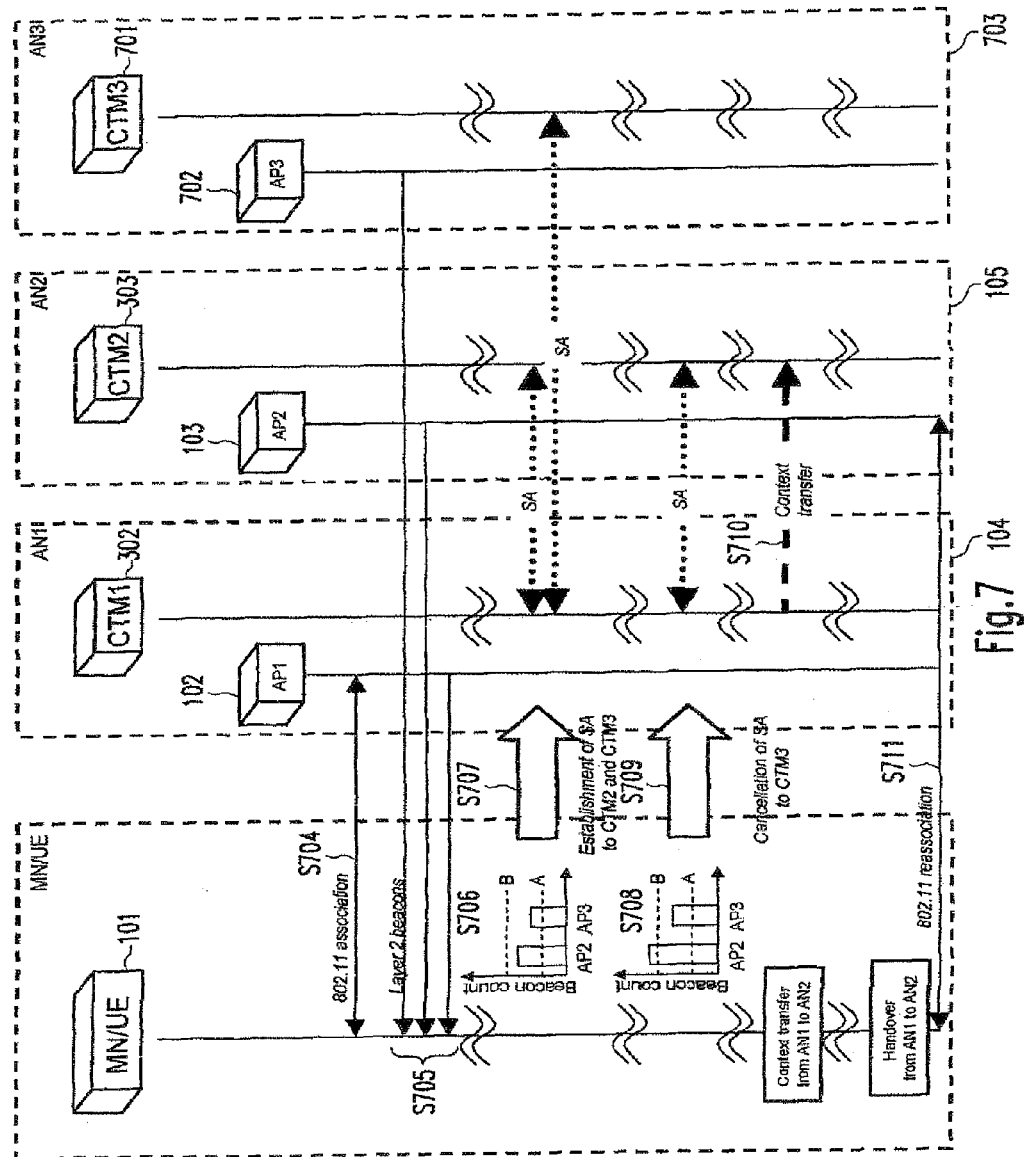 MN/UE
101
MN/UE
AN1
CTM1
302
102
AP1
104
AN2
CTM2
303
103
AP2
105
AN3
CTM3
701
702
AP3
703
S704
802.11 association
Layer 2 beacons
S705
S706
Beacon count
B
A
AP2 AP3
S707
Establishment of SA
to CTM2 and CTM3
SA
SA
S708
Beacon count
B
A
AP2 AP3
S709
Cancellation of SA
to CTM3
SA
Context transfer
from AN1 to AN2
S710
Context
transfer
Handover
from AN1 to AN2
802.11 reassociation
S711
Fig.7